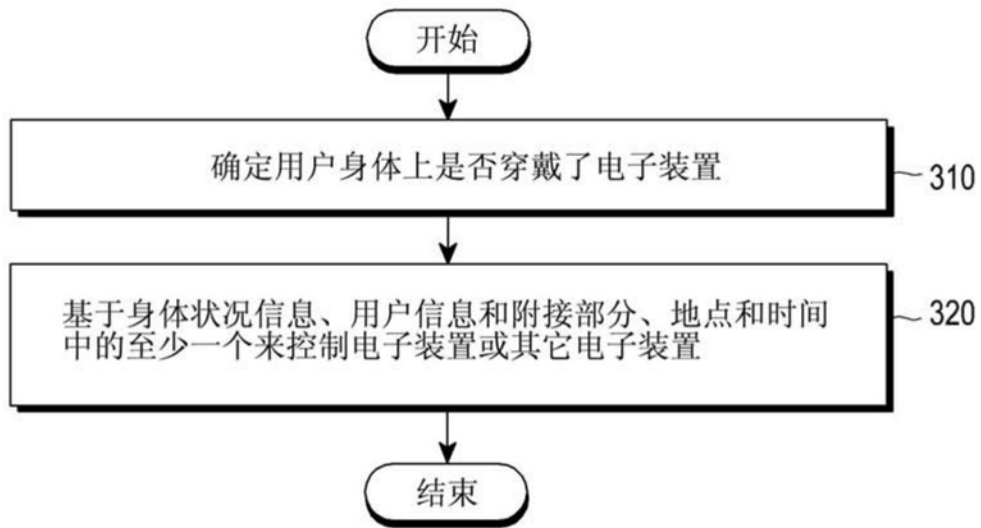 开始
确定用户身体上是否穿戴了电子装置
310
基于身体状况信息、用户信息和附接部分、地点和时间
中的至少一个来控制电子装置或其它电子装置
320
结束